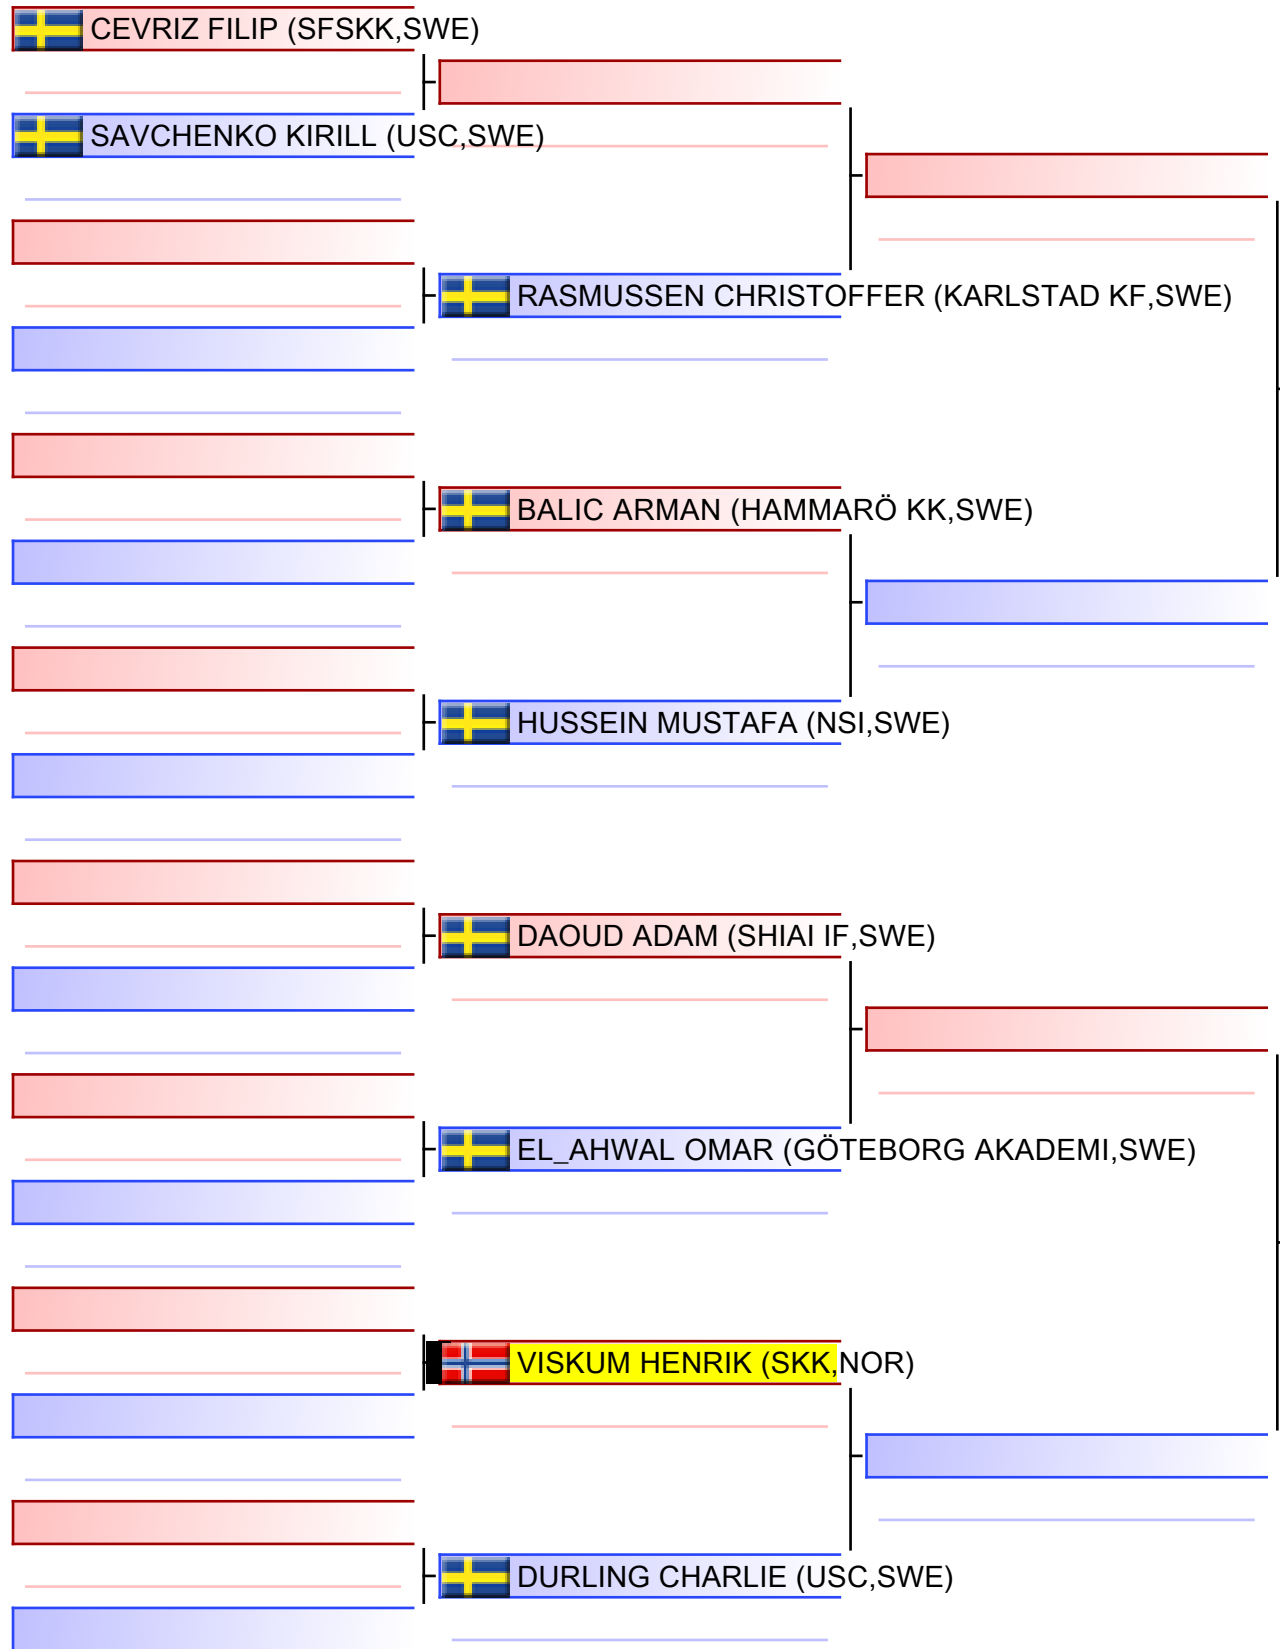 CEVRIZ FILIP (SFSKK,SWE)
SAVCHENKO KIRILL (USC,SWE)
RASMUSSEN CHRISTOFFER (KARLSTAD KF,SWE)
BALIC ARMAN (HAMMARÖ KK,SWE)
HUSSEIN MUSTAFA (NSI,SWE)
DAOUD ADAM (SHIAI IF,SWE)
EL_AHWAL OMAR (GÖTEBORG AKADEMI,SWE)
VISKUM HENRIK (SKK,NOR)
DURLING CHARLIE (USC,SWE)